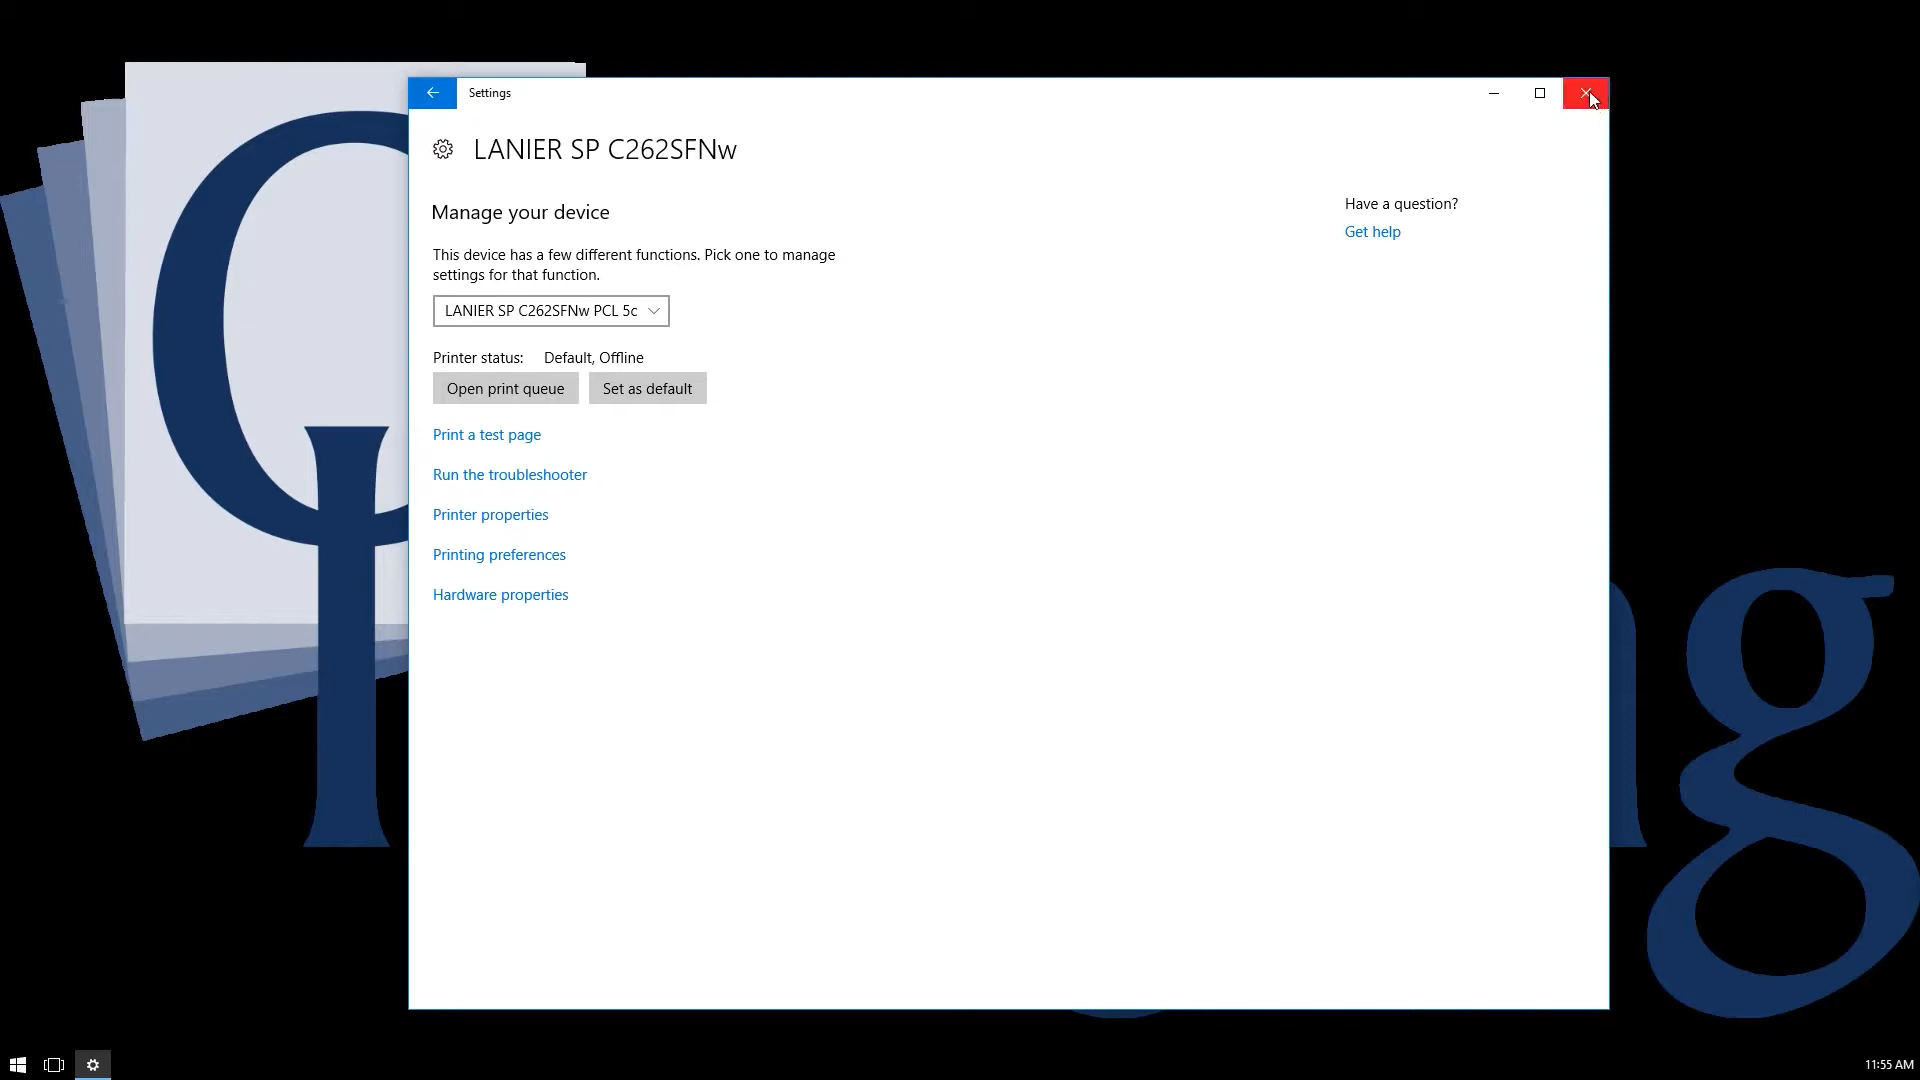 Settings
LANIER SP C262SFNw
Manage your device
This device has a few different functions. Pick one to manage
settings for that function.
LANIER SP C262SFNw PCL 5c
Printer status: Default, Offline
Open print queue Set as default
Print a test page
Run the troubleshooter
Printer properties
Printing preferences
Hardware properties
Have a question?
Get help
g
11:55 AM